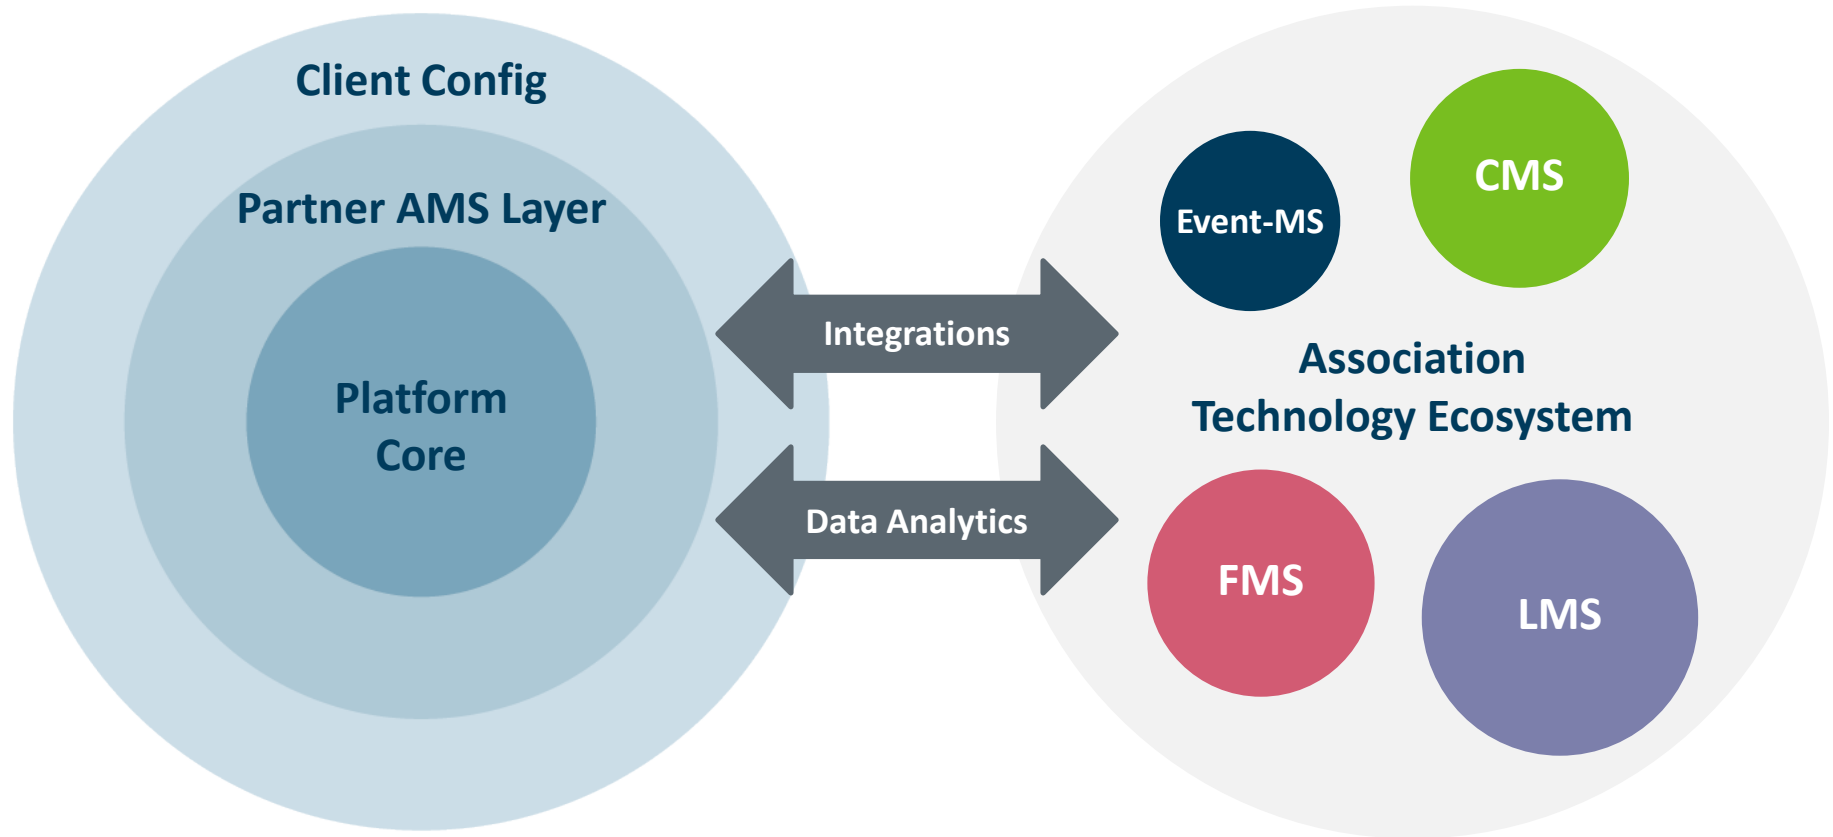 Client Config
Partner AMS Layer
Platform
Core
Integrations
Data Analytics
Event-MS
CMS
Association
Technology Ecosystem
FMS
LMS